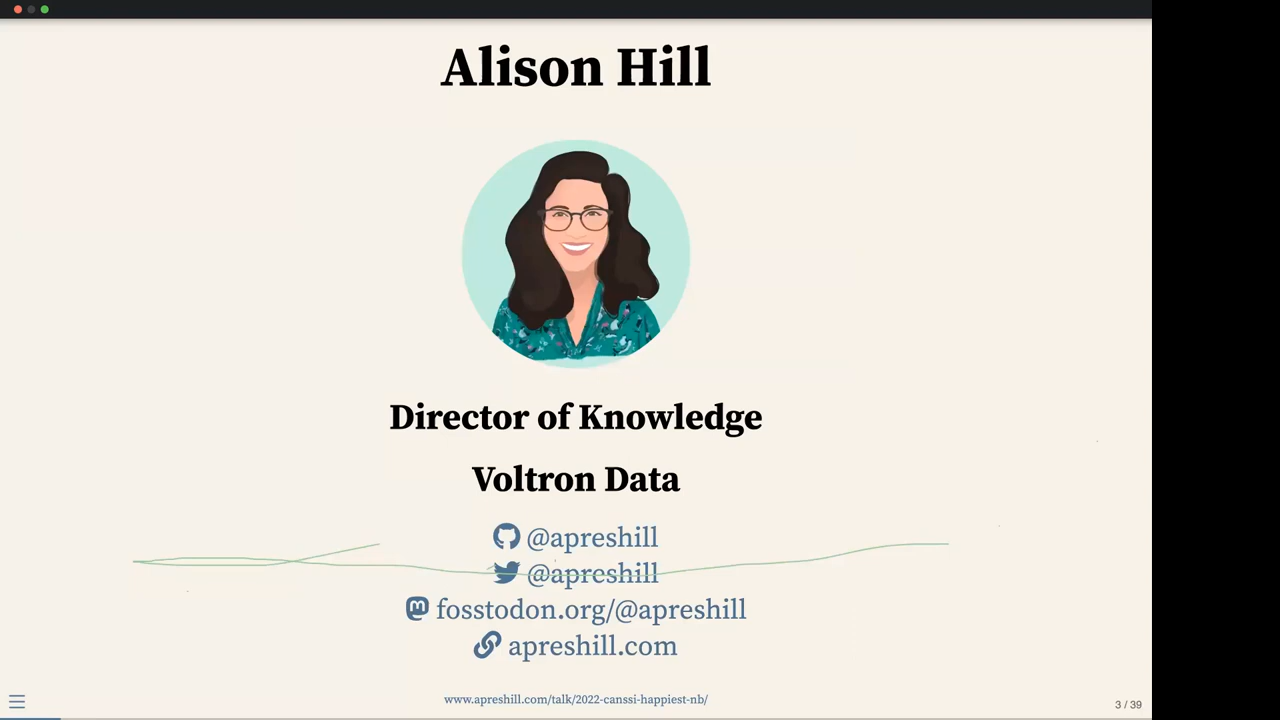 Alison Hill
Director of Knowledge
Voltron Data
@apreshill
@apreshill
fosstodon.org/@apreshill
apreshill.com
www.apreshill.com/talk/2022-canssi-happiest-nb/
3 / 39